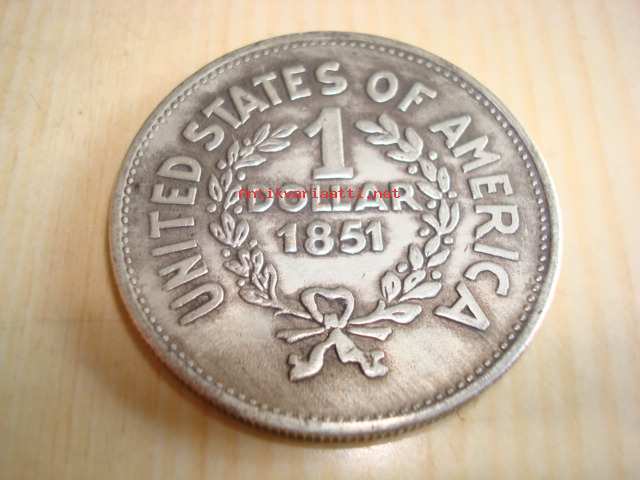 UNITED STATES OF AMERICA
1
DOLLAR
1851
Antikvariaatti.net